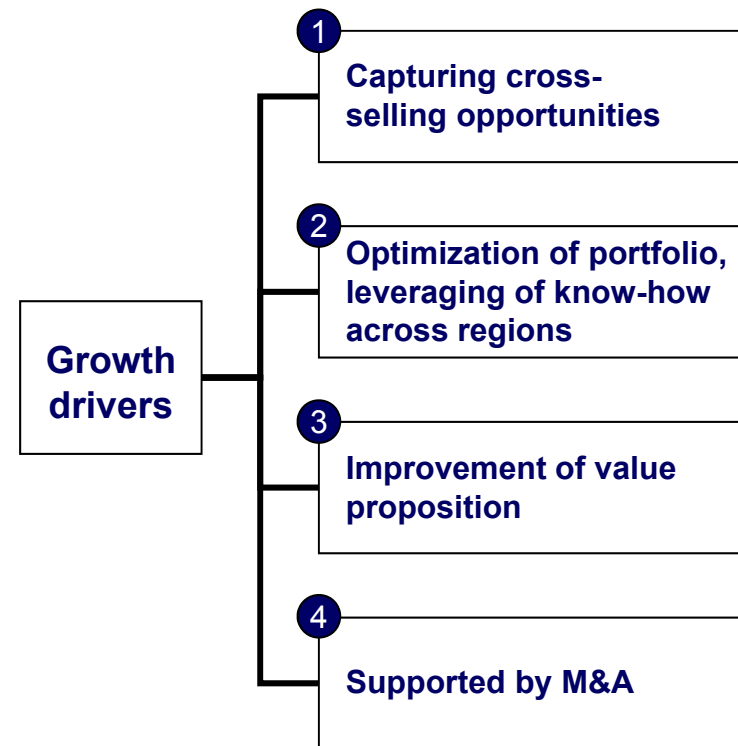 Growth
drivers
1
Capturing cross-
selling opportunities
2
Optimization of portfolio,
leveraging of know-how
across regions
3
Improvement of value
proposition
4
Supported by M&A